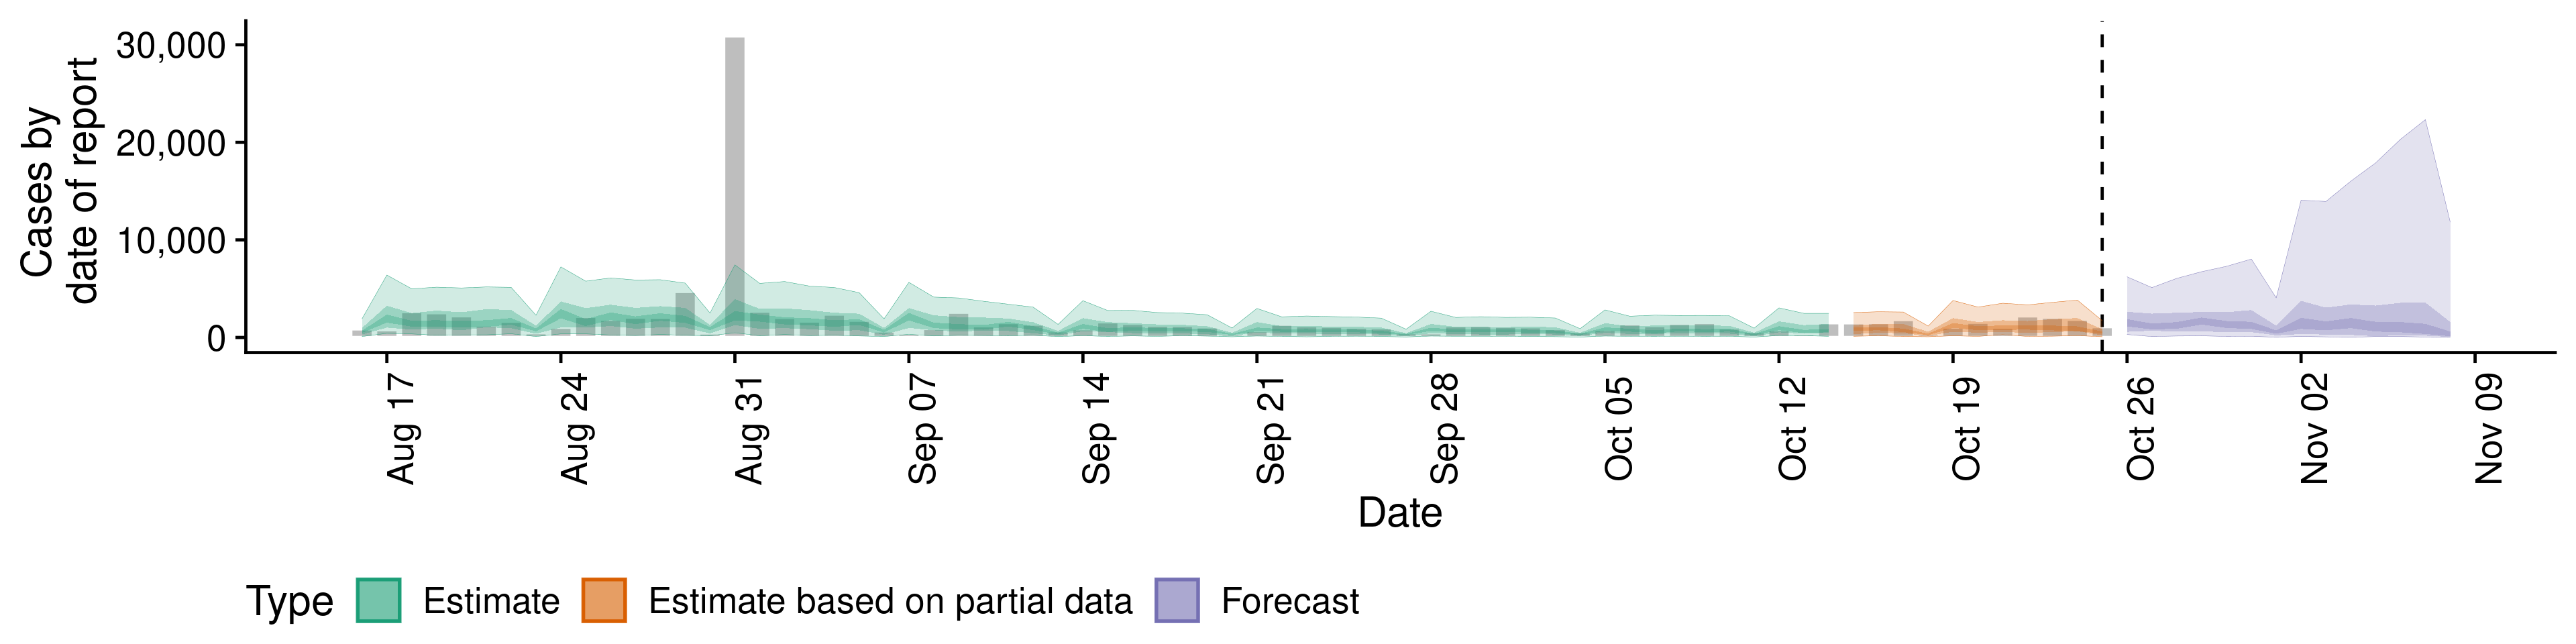 Cases by
date of report
30,000
20,000
10,000
0
Aug 17
Aug 24
Aug 31
Sep 07
Sep 14
Sep 21
Sep 28
Oct 05
Oct 12
Oct 19
Oct 26
Nov 02
Nov 09
Date
Type Estimate Estimate based on partial data Forecast